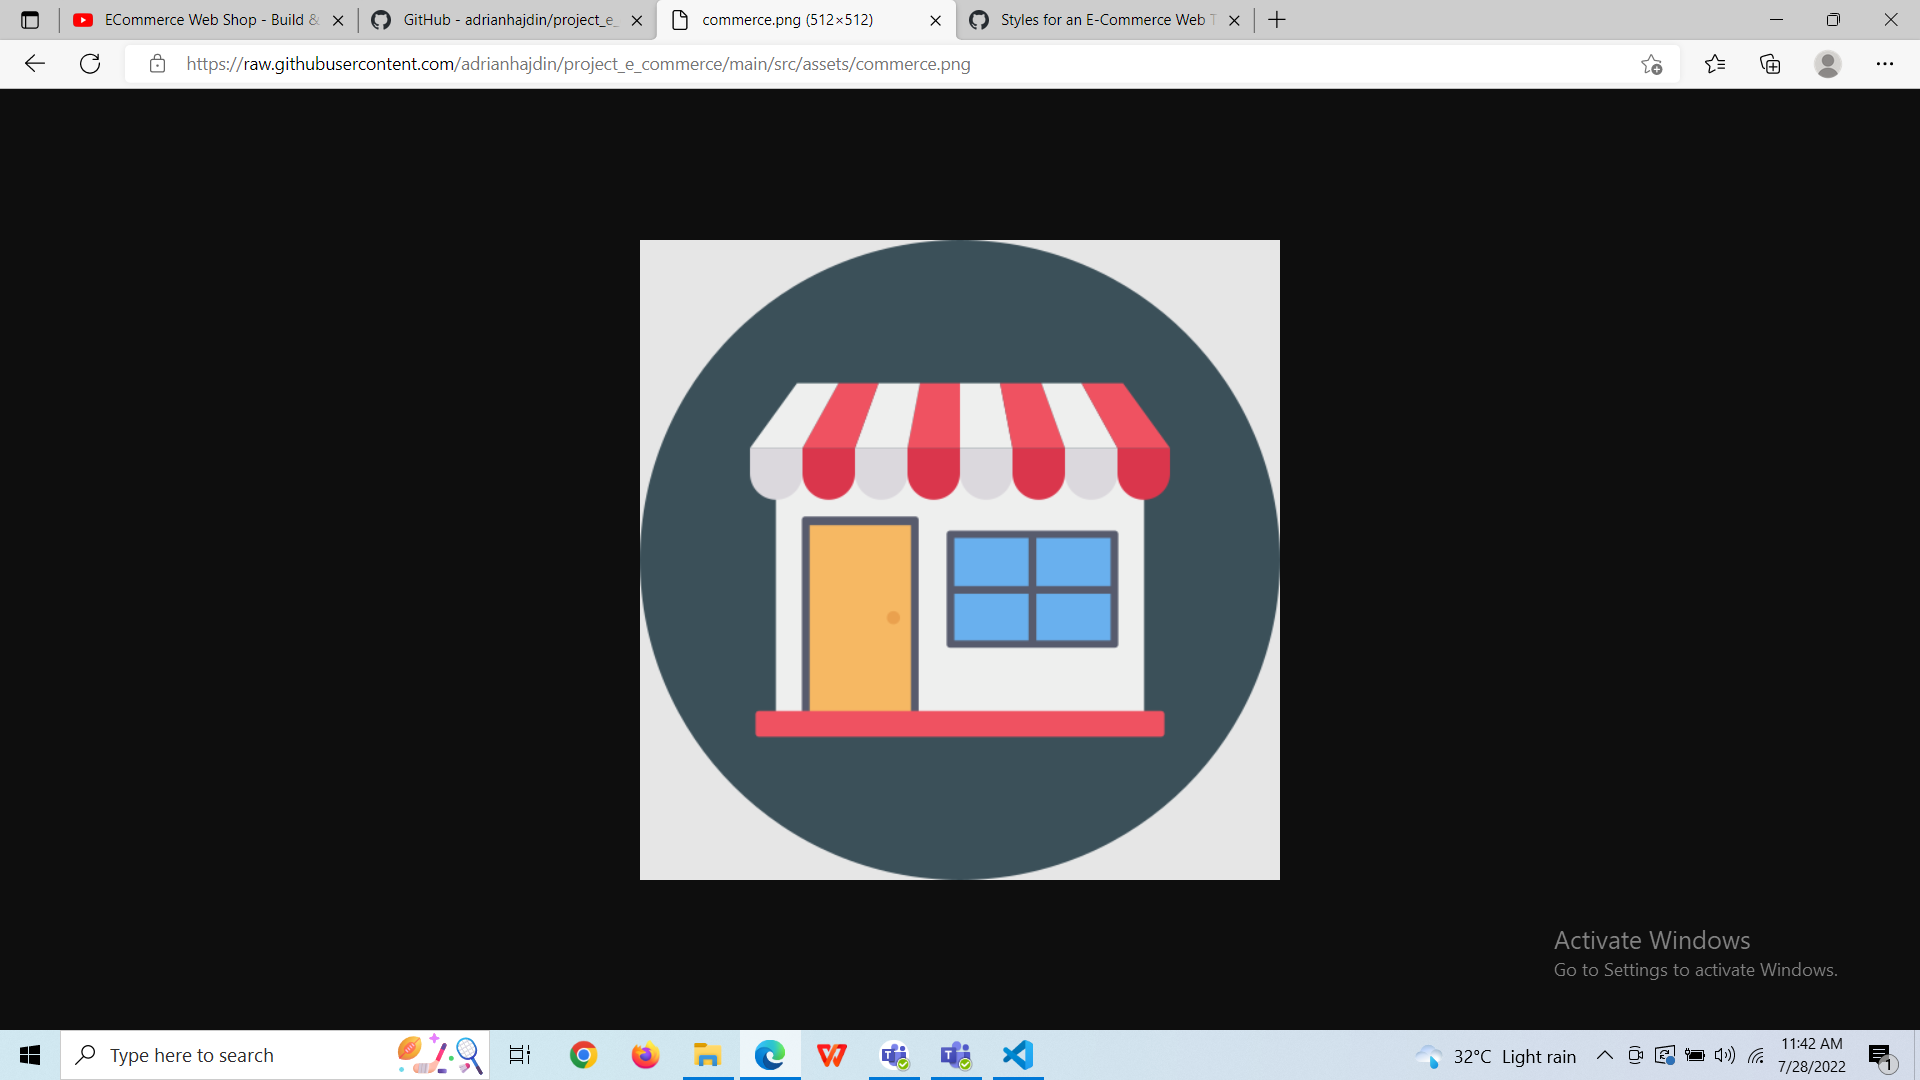 ECommerce Web Shop - Build &
GitHub - adrianhajdin/project_e_
commerce.png (512×512)
Styles for an E-Commerce Web T
https://raw.githubusercontent.com/adrianhajdin/project_e_commerce/main/src/assets/commerce.png
Activate Windows
Go to Settings to activate Windows.
Type here to search
32°C Light rain
11:42 AM
7/28/2022
1